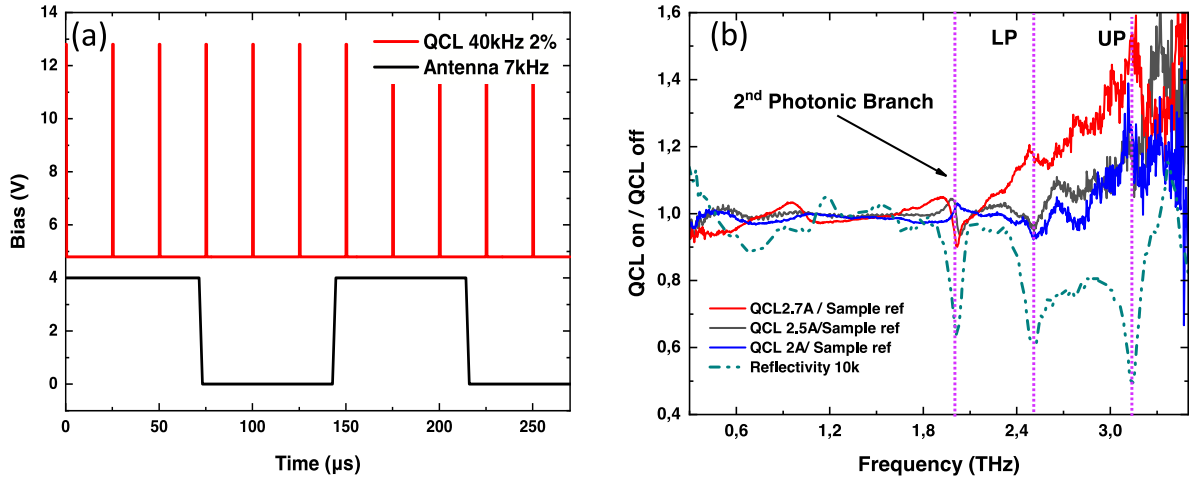 (a)
QCL 40kHz 2%
Antenna 7kHz
14
12
10
8
6
4
2
0
Bias (V)
0
50
100
150
200
250
Time (µs)
(b)
LP
UP
2nd Photonic Branch
1,6
1,4
1,2
1,0
0,8
0,6
0,4
QCL on / QCL off
QCL2.7A / Sample ref
QCL 2.5A/Sample ref
QCL 2A/ Sample ref
Reflectivity 10k
0,6
1,2
1,8
2,4
3,0
Frequency (THz)